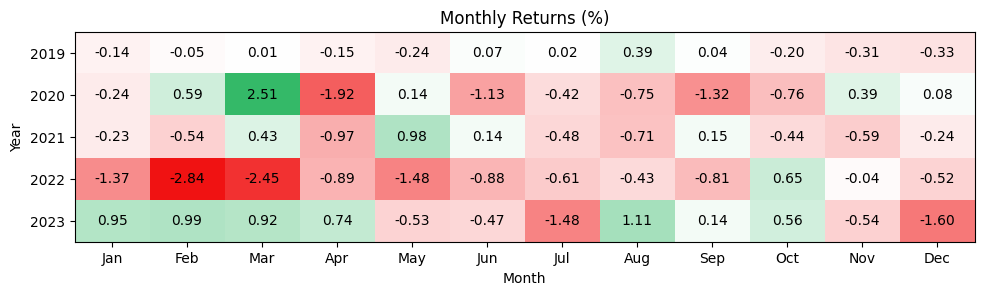 Monthly Returns (%)
2019 -0.14 -0.05 0.01 -0.15 -0.24 0.07 0.02 0.39 0.04 -0.20 -0.31 -0.33
2020 -0.24 0.59 2.51 -1.92 0.14 -1.13 -0.42 -0.75 -1.32 -0.76 0.39 0.08
2021 -0.23 -0.54 0.43 -0.97 0.98 0.14 -0.48 -0.71 0.15 -0.44 -0.59 -0.24
2022 -1.37 -2.84 -2.45 -0.89 -1.48 -0.88 -0.61 -0.43 -0.81 0.65 -0.04 -0.52
2023 0.95 0.99 0.92 0.74 -0.53 -0.47 -1.48 1.11 0.14 0.56 -0.54 -1.60
Year
Jan Feb Mar Apr May Jun Jul Aug Sep Oct Nov Dec
Month